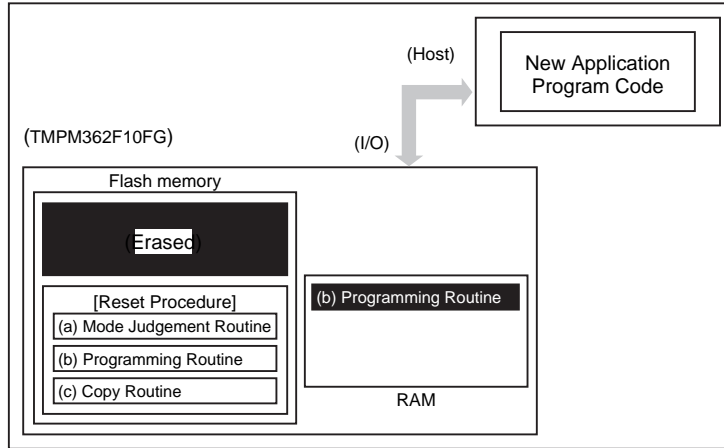 (Host)
New Application
Program Code
(TMPM362F10FG)
(I/O)
Flash memory
(Erased)
[Reset Procedure]
(a) Mode Judgement Routine
(b) Programming Routine
(c) Copy Routine
(b) Programming Routine
RAM